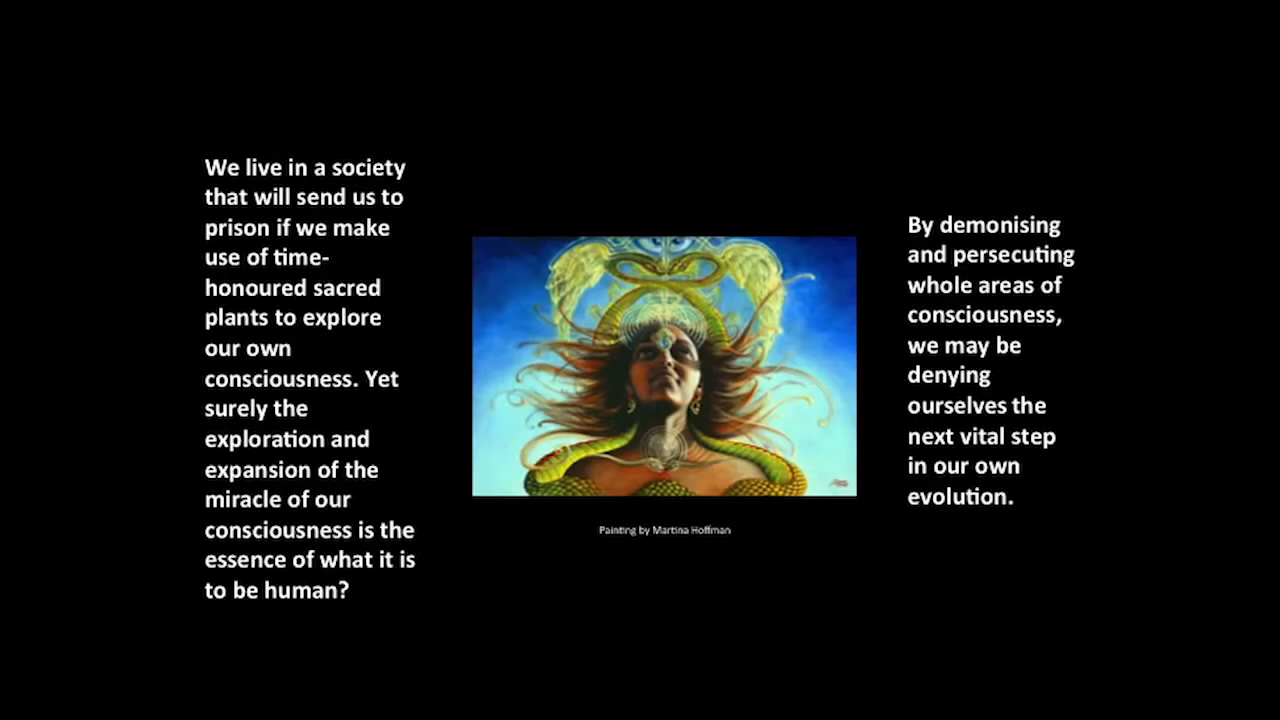 We live in a society
that will send us to
prison if we make
use of time-
honoured sacred
plants to explore
our own
consciousness. Yet
surely the
exploration and
expansion of the
miracle of our
consciousness is the
essence of what it is
to be human?
Painting by Martina Hoffman
By demonising
and persecuting
whole areas of
consciousness,
we may be
denying
ourselves the
next vital step
in our own
evolution.